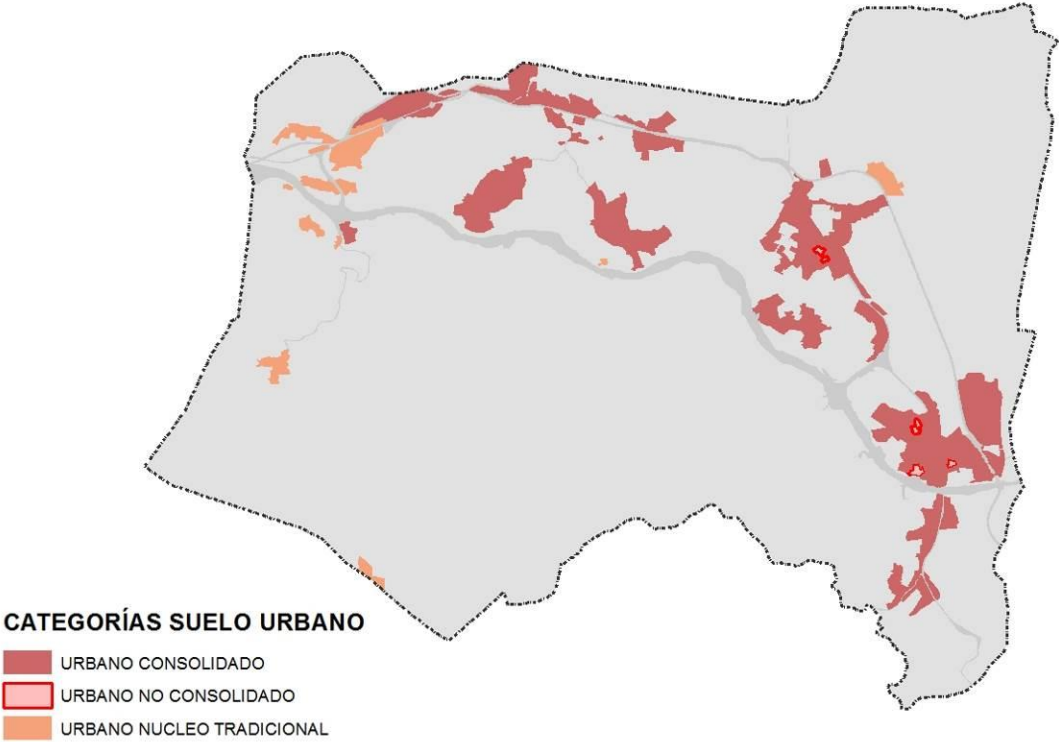 CATEGORÍAS SUELO URBANO
URBANO CONSOLIDADO
URBANO NO CONSOLIDADO
URBANO NUCLEO TRADICIONAL